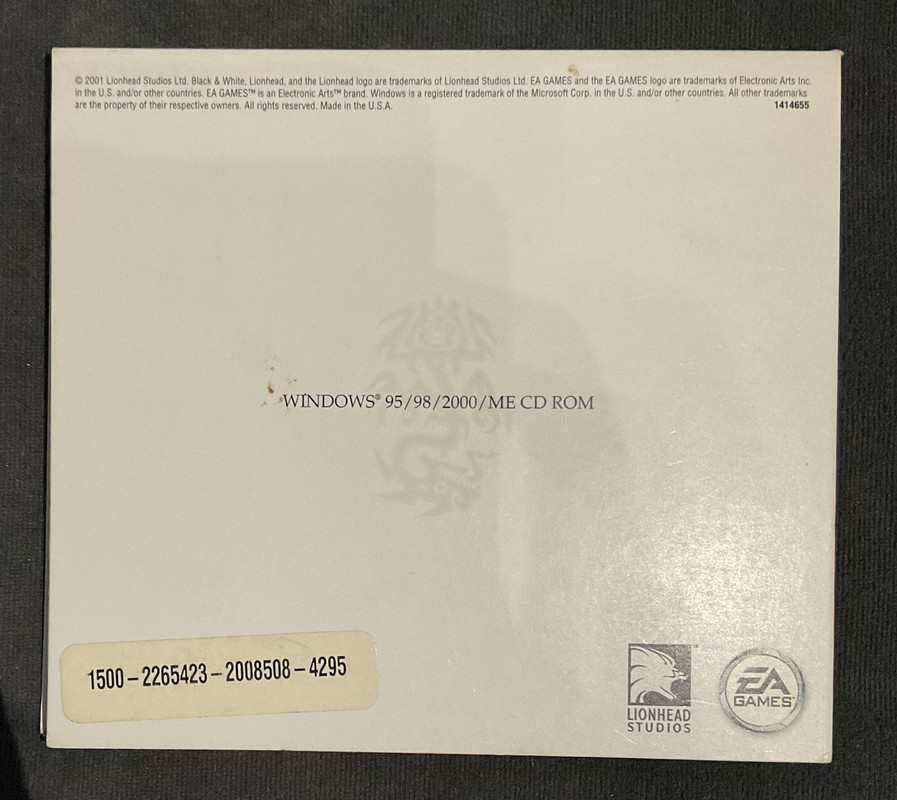 © 2001 Lionhead Studios Ltd. Black & White, Lionhead, and the Lionhead logo are trademarks of Lionhead Studios Ltd. EA GAMES and the EA GAMES logo are trademarks of Electronic Arts Inc.
in the U.S. and/or other countries. EA GAMES™ is an Electronic Arts™ brand. Windows is a registered trademark of the Microsoft Corp. in the U.S. and/or other countries. All other trademarks
are the property of their respective owners. All rights reserved. Made in the U.S.A. 1414655
WINDOWS® 95/98/2000/ME CD ROM
1500–2265423–2008508–4295
LIONHEAD
STUDIOS
EA
GAMES™